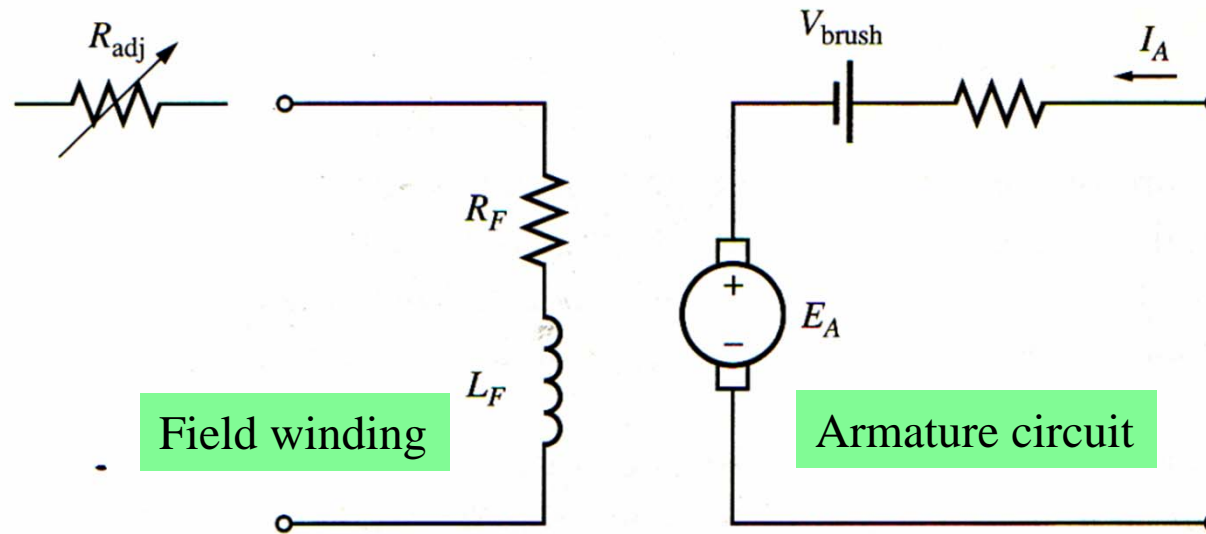 R_adj
V_brush
I_A
R_F
+
−
E_A
L_F
Field winding
Armature circuit